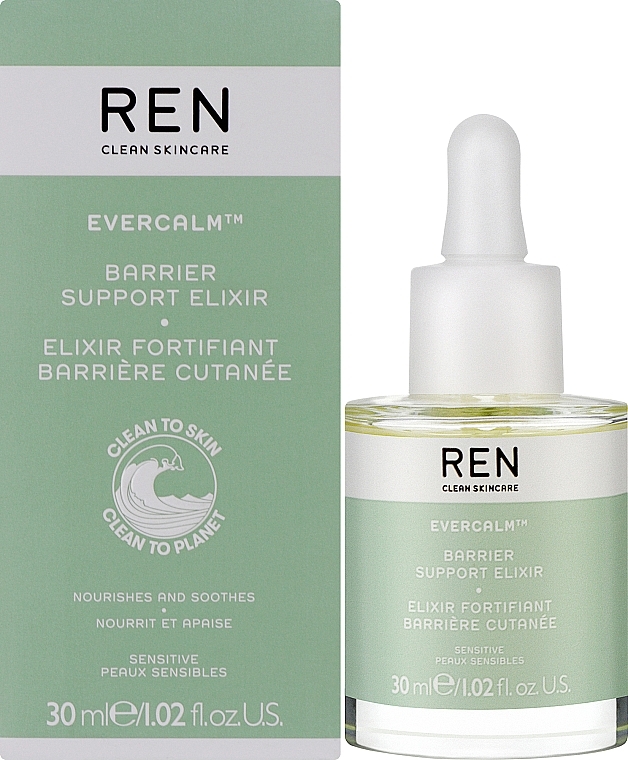 REN
CLEAN SKINCARE
EVERCALM™
BARRIER
SUPPORT ELIXIR
•
ELIXIR FORTIFIANT
BARRIÈRE CUTANÉE
CLEAN TO SKIN
CLEAN TO PLANET
NOURISHES AND SOOTHES
•
NOURRIT ET APAISE
SENSITIVE
PEAUX SENSIBLES
30 ml℮/1.02 fl.oz.U.S.
REN
CLEAN SKINCARE
EVERCALM™
BARRIER
SUPPORT ELIXIR
•
ELIXIR FORTIFIANT
BARRIÈRE CUTANÉE
SENSITIVE
PEAUX SENSIBLES
30 ml℮/1.02 fl.oz.U.S.